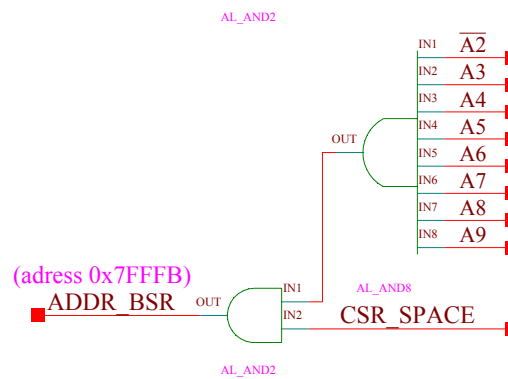 AL_AND2
IN1 A2
IN2 A3
IN3 A4
OUT IN4 A5
IN5 A6
IN6 A7
IN7 A8
IN8 A9
(adress 0x7FFFB)
ADDR_BSR OUT IN1 AL_AND8
IN2 CSR_SPACE
AL_AND2